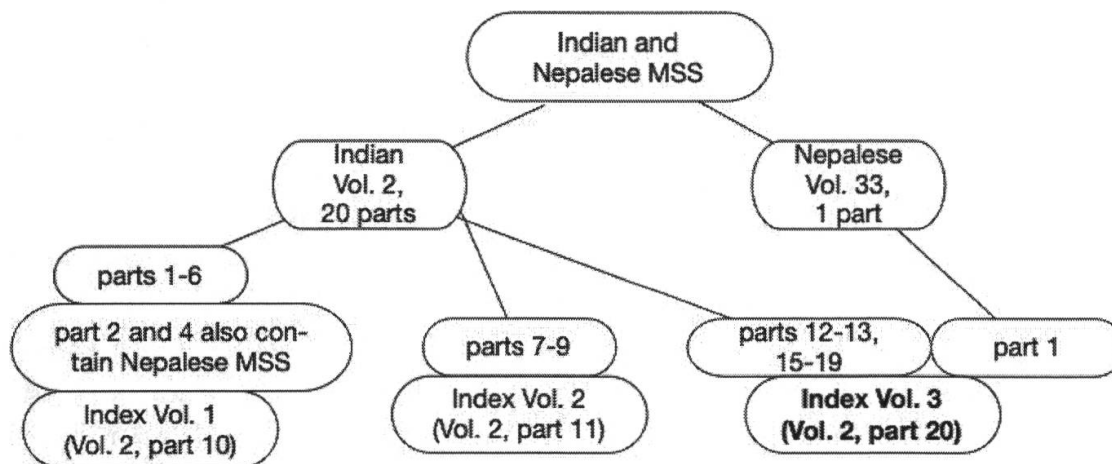 Indian and
Nepalese MSS
Indian
Vol. 2,
20 parts
Nepalese
Vol. 33,
1 part
parts 1-6
part 2 and 4 also con-
tain Nepalese MSS
Index Vol. 1
(Vol. 2, part 10)
parts 7-9
Index Vol. 2
(Vol. 2, part 11)
parts 12-13,
15-19
part 1
Index Vol. 3
(Vol. 2, part 20)